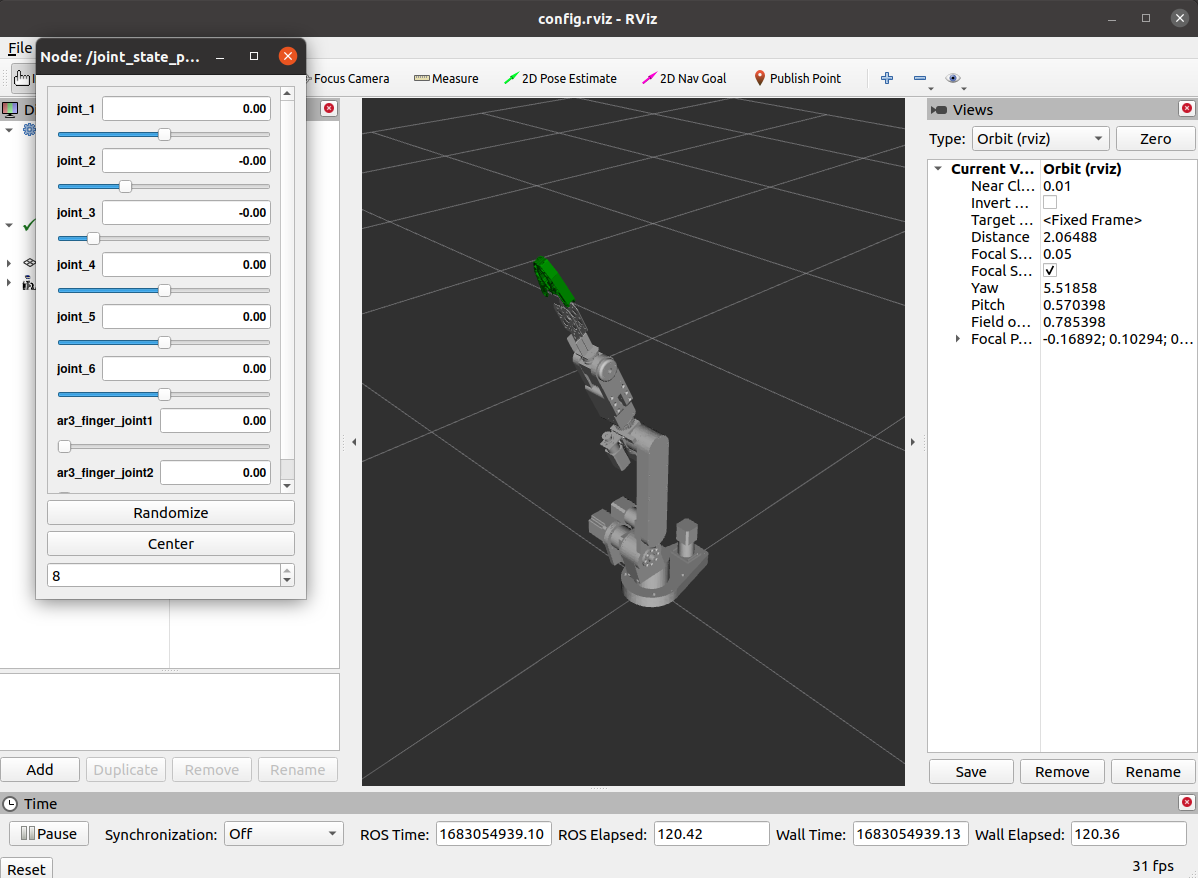 config.rviz - RViz
File
Node: /joint_state_p...
Focus Camera
Measure
2D Pose Estimate
2D Nav Goal
Publish Point
joint_1 0.00
joint_2 -0.00
joint_3 -0.00
joint_4 0.00
joint_5 0.00
joint_6 0.00
ar3_finger_joint1 0.00
ar3_finger_joint2 0.00
Randomize
Center
8
Add
Duplicate
Remove
Rename
Views
Type: Orbit (rviz) Zero
Current V... Orbit (rviz)
Near Cl... 0.01
Invert ...
Target ... <Fixed Frame>
Distance 2.06488
Focal S... 0.05
Focal S...
Yaw 5.51858
Pitch 0.570398
Field o... 0.785398
Focal P... -0.16892; 0.10294; 0...
Save
Remove
Rename
Time
Pause Synchronization: Off ROS Time: 1683054939.10 ROS Elapsed: 120.42 Wall Time: 1683054939.13 Wall Elapsed: 120.36
Reset
31 fps